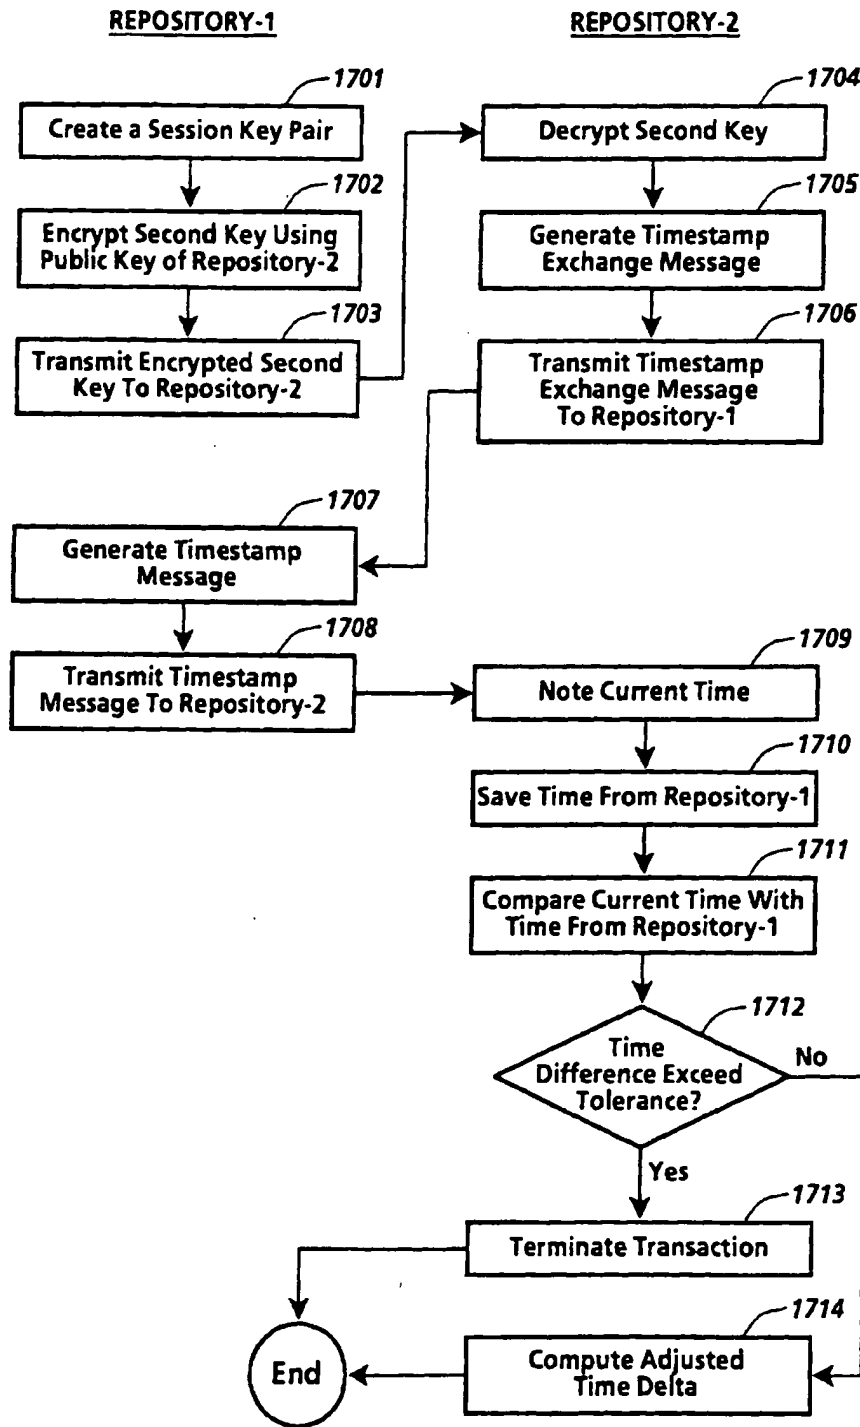 REPOSITORY-1
REPOSITORY-2
1701
Create a Session Key Pair
1702
Encrypt Second Key Using
Public Key of Repository-2
1703
Transmit Encrypted Second
Key To Repository-2
1704
Decrypt Second Key
1705
Generate Timestamp
Exchange Message
1706
Transmit Timestamp
Exchange Message
To Repository-1
1707
Generate Timestamp
Message
1708
Transmit Timestamp
Message To Repository-2
1709
Note Current Time
1710
Save Time From Repository-1
1711
Compare Current Time With
Time From Repository-1
1712
Time
Difference Exceed
Tolerance?
No
Yes
1713
Terminate Transaction
1714
Compute Adjusted
Time Delta
End